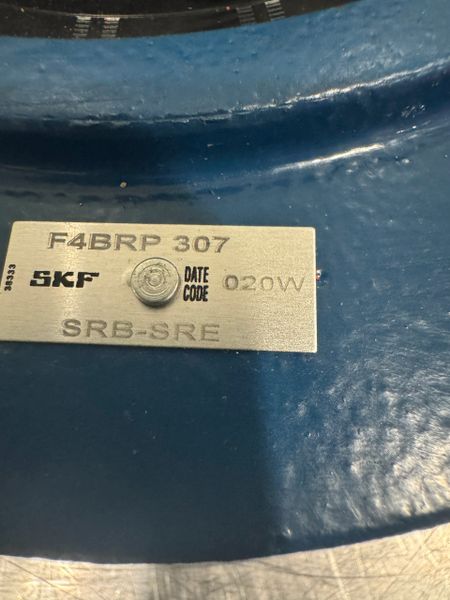 F4BRP 307
38333
SKF
DATE
CODE
020W
SRB-SRE